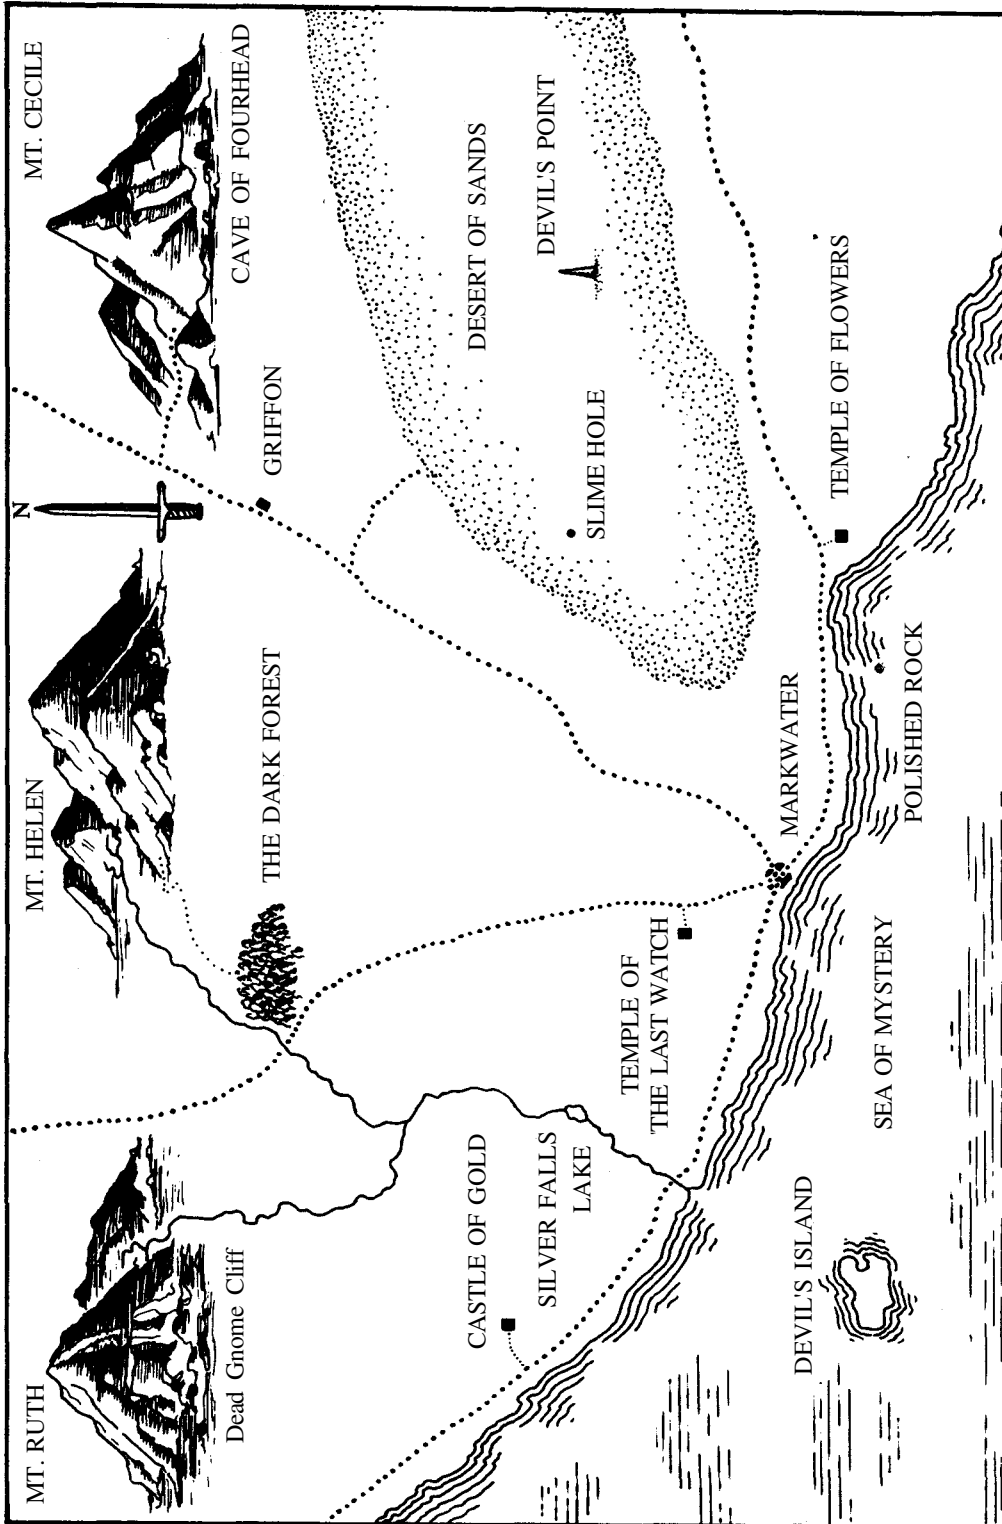 MT. RUTH
MT. HELEN
N
MT. CECILE
Dead Gnome Cliff
THE DARK FOREST
GRIFFON
CAVE OF FOURHEAD
CASTLE OF GOLD
DESERT OF SANDS
SILVER FALLS
LAKE
DEVIL'S POINT
SLIME HOLE
TEMPLE OF
THE LAST WATCH
MARKWATER
TEMPLE OF FLOWERS
DEVIL'S ISLAND
SEA OF MYSTERY
POLISHED ROCK